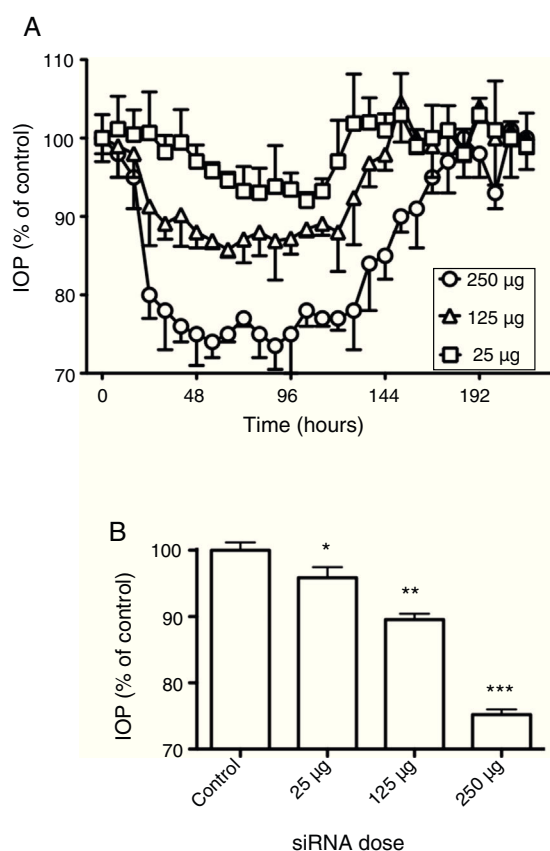 A
110
100
90
80
70
IOP (% of control)
250 µg
125 µg
25 µg
0 48 96 144 192
Time (hours)
B
100
90
80
70
IOP (% of control)
*
**
***
Control 25 µg 125 µg 250 µg
siRNA dose